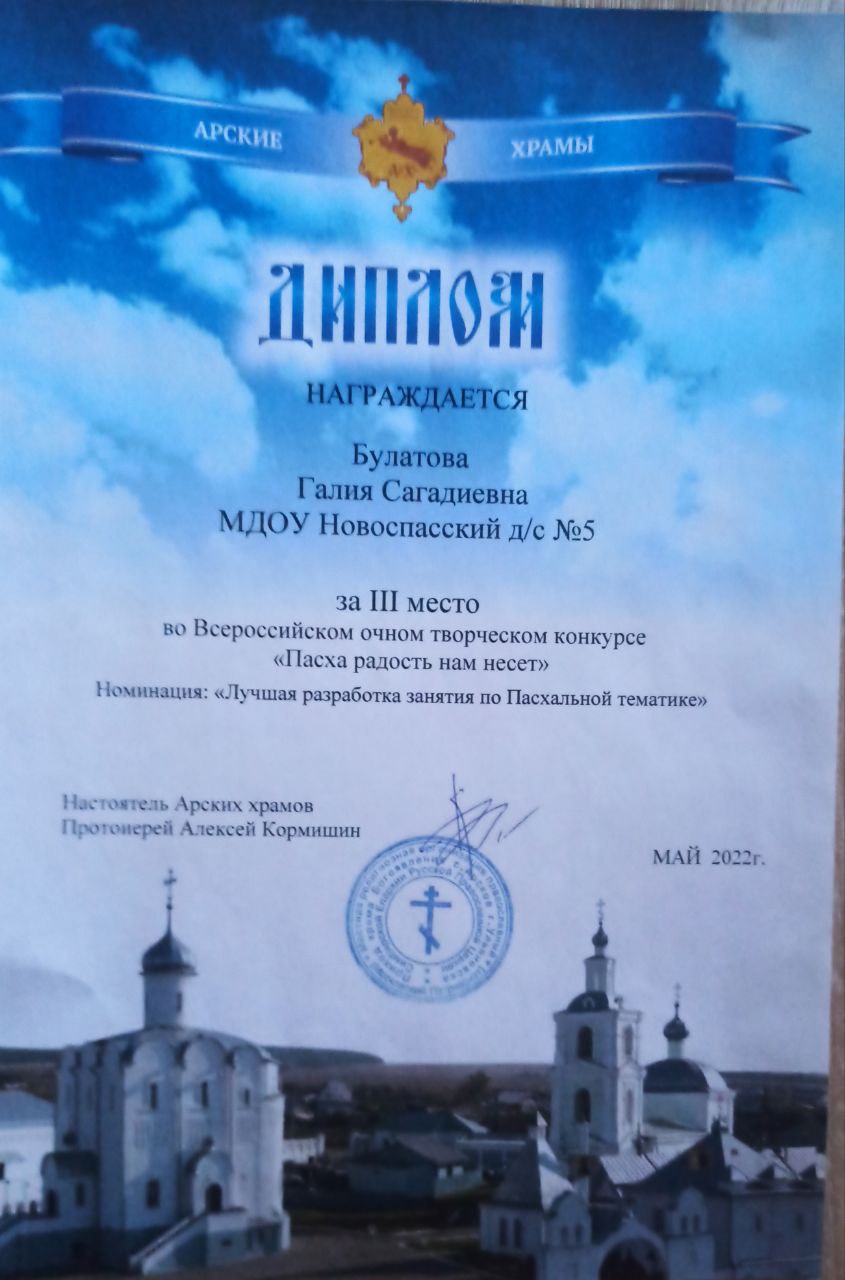 АРСКИЕ ХРАМЫ
ДИПЛОМ
НАГРАЖДАЕТСЯ
Булатова
Галия Сагадиевна
МДОУ Новоспасский д/с №5
за III место
во Всероссийском очном творческом конкурсе
«Пасха радость нам несет»
Номинация: «Лучшая разработка занятия по Пасхальной тематике»
Настоятель Арских храмов
Протоиерей Алексей Кормишин
МАЙ 2022г.